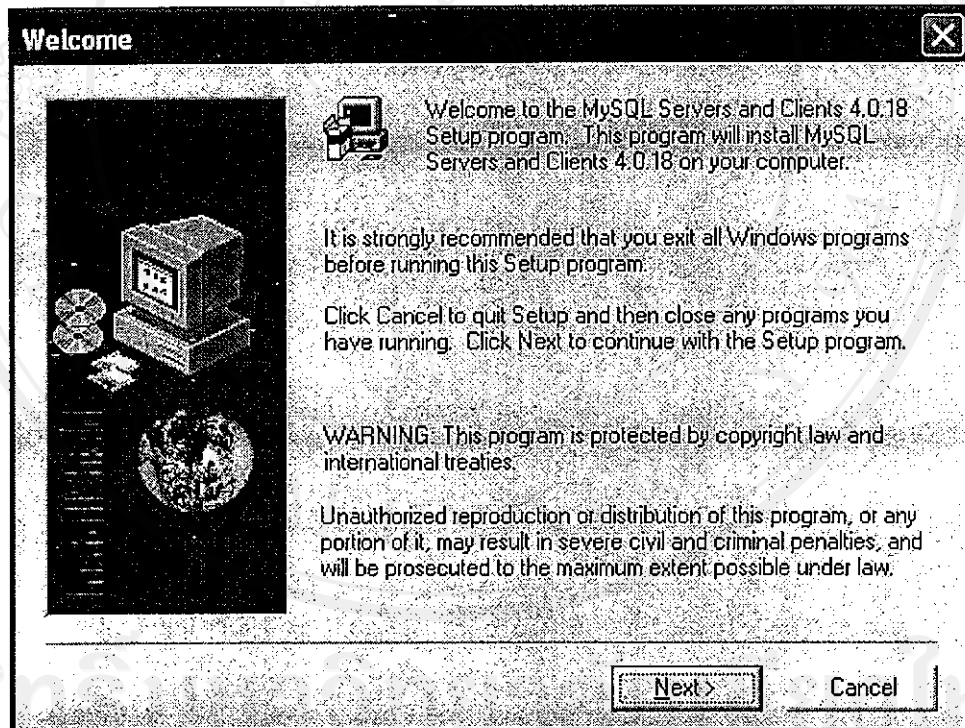 Welcome
Welcome to the MySQL Servers and Clients 4.0.18
Setup program. This program will install MySQL
Servers and Clients 4.0.18 on your computer.
It is strongly recommended that you exit all Windows programs
before running this Setup program.
Click Cancel to quit Setup and then close any programs you
have running. Click Next to continue with the Setup program.
WARNING: This program is protected by copyright law and
international treaties.
Unauthorized reproduction or distribution of this program, or any
portion of it, may result in severe civil and criminal penalties, and
will be prosecuted to the maximum extent possible under law.
Next >
Cancel